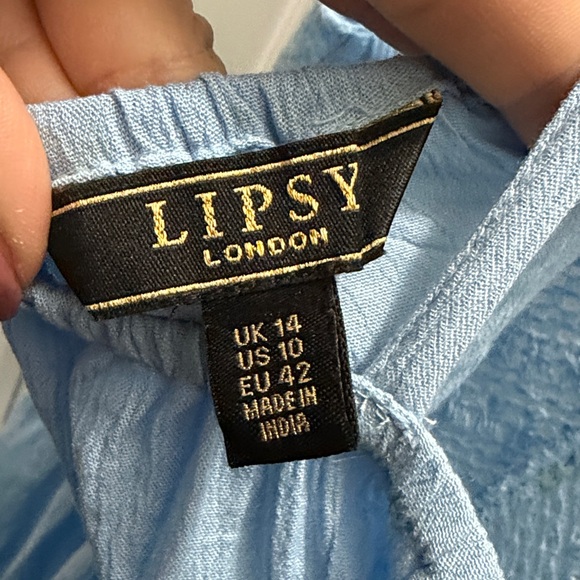 LIPSY
LONDON
UK 14
US 10
EU 42
MADE IN
INDIA